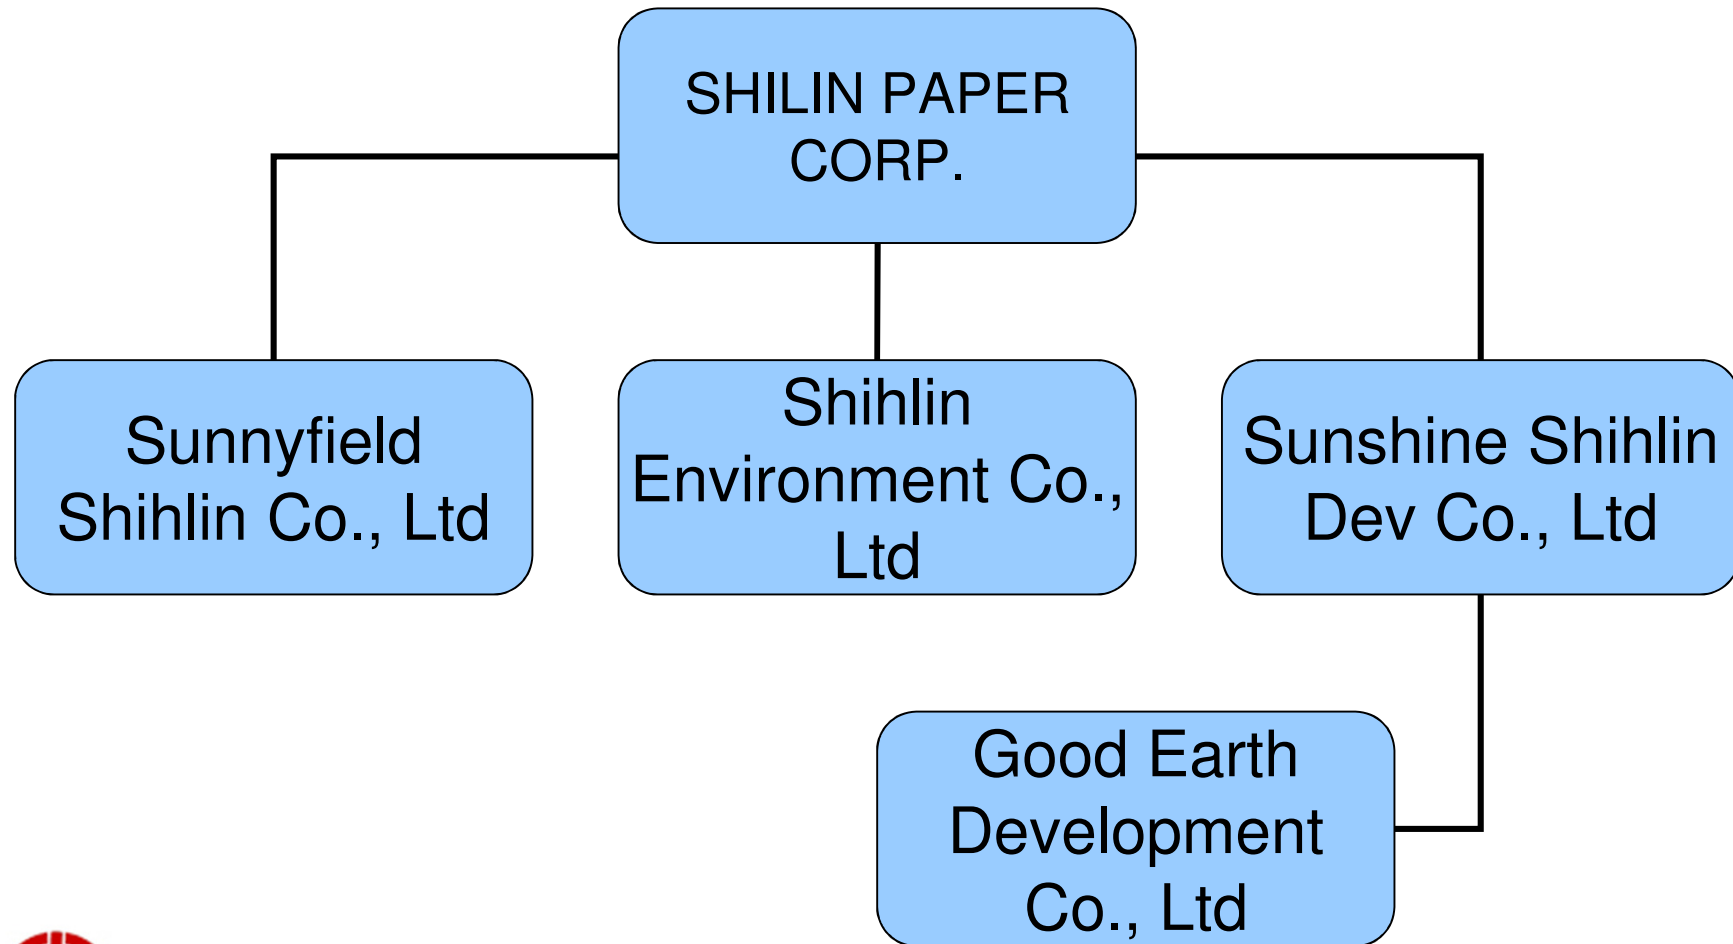 SHILIN PAPER
CORP.
Sunnyfield
Shihlin Co., Ltd
Shihlin
Environment Co.,
Ltd
Sunshine Shihlin
Dev Co., Ltd
Good Earth
Development
Co., Ltd